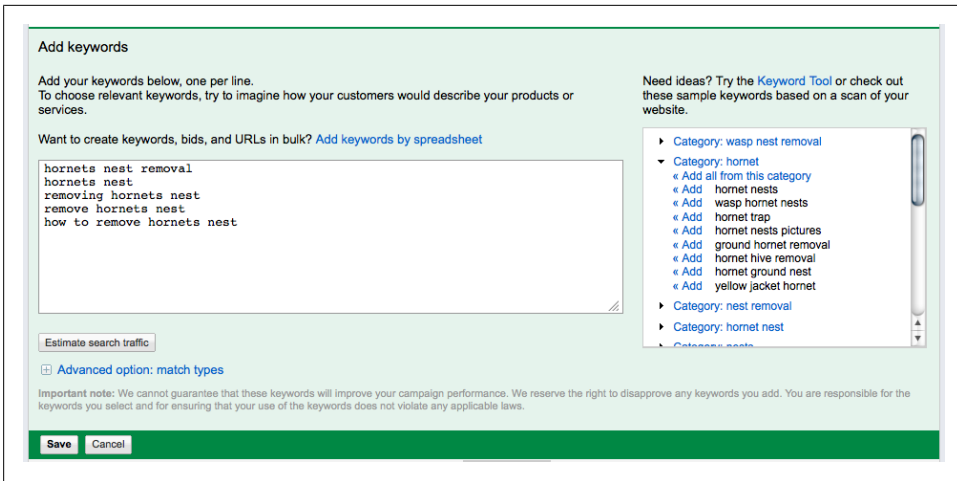 Add keywords
Add your keywords below, one per line.
To choose relevant keywords, try to imagine how your customers would describe your products or
services.
Want to create keywords, bids, and URLs in bulk? Add keywords by spreadsheet
hornets nest removal
hornets nest
removing hornets nest
remove hornets nest
how to remove hornets nest
Estimate search traffic
Advanced option: match types
Need ideas? Try the Keyword Tool or check out
these sample keywords based on a scan of your
website.
Category: wasp nest removal
Category: hornet
« Add all from this category
« Add hornet nests
« Add wasp hornet nests
« Add hornet trap
« Add hornet nests pictures
« Add ground hornet removal
« Add hornet hive removal
« Add hornet ground nest
« Add yellow jacket hornet
Category: nest removal
Category: hornet nest
Important note: We cannot guarantee that these keywords will improve your campaign performance. We reserve the right to disapprove any keywords you add. You are responsible for the
keywords you select and for ensuring that your use of the keywords does not violate any applicable laws.
Save Cancel